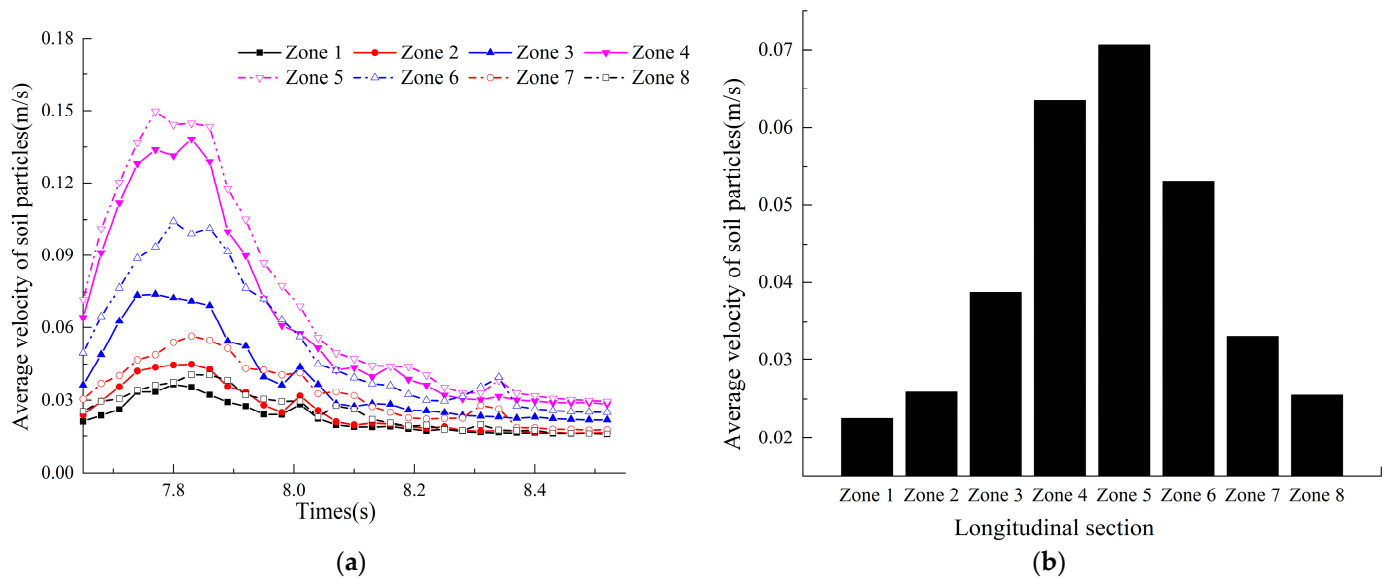 0.18
0.15
0.12
0.09
0.06
0.03
0.00
Average velocity of soil particles(m/s)
Zone 1 Zone 2 Zone 3 Zone 4
Zone 5 Zone 6 Zone 7 Zone 8
7.8 8.0 8.2 8.4
Times(s)
(a)
0.07
0.06
0.05
0.04
0.03
0.02
Average velocity of soil particles(m/s)
Zone 1 Zone 2 Zone 3 Zone 4 Zone 5 Zone 6 Zone 7 Zone 8
Longitudinal section
(b)